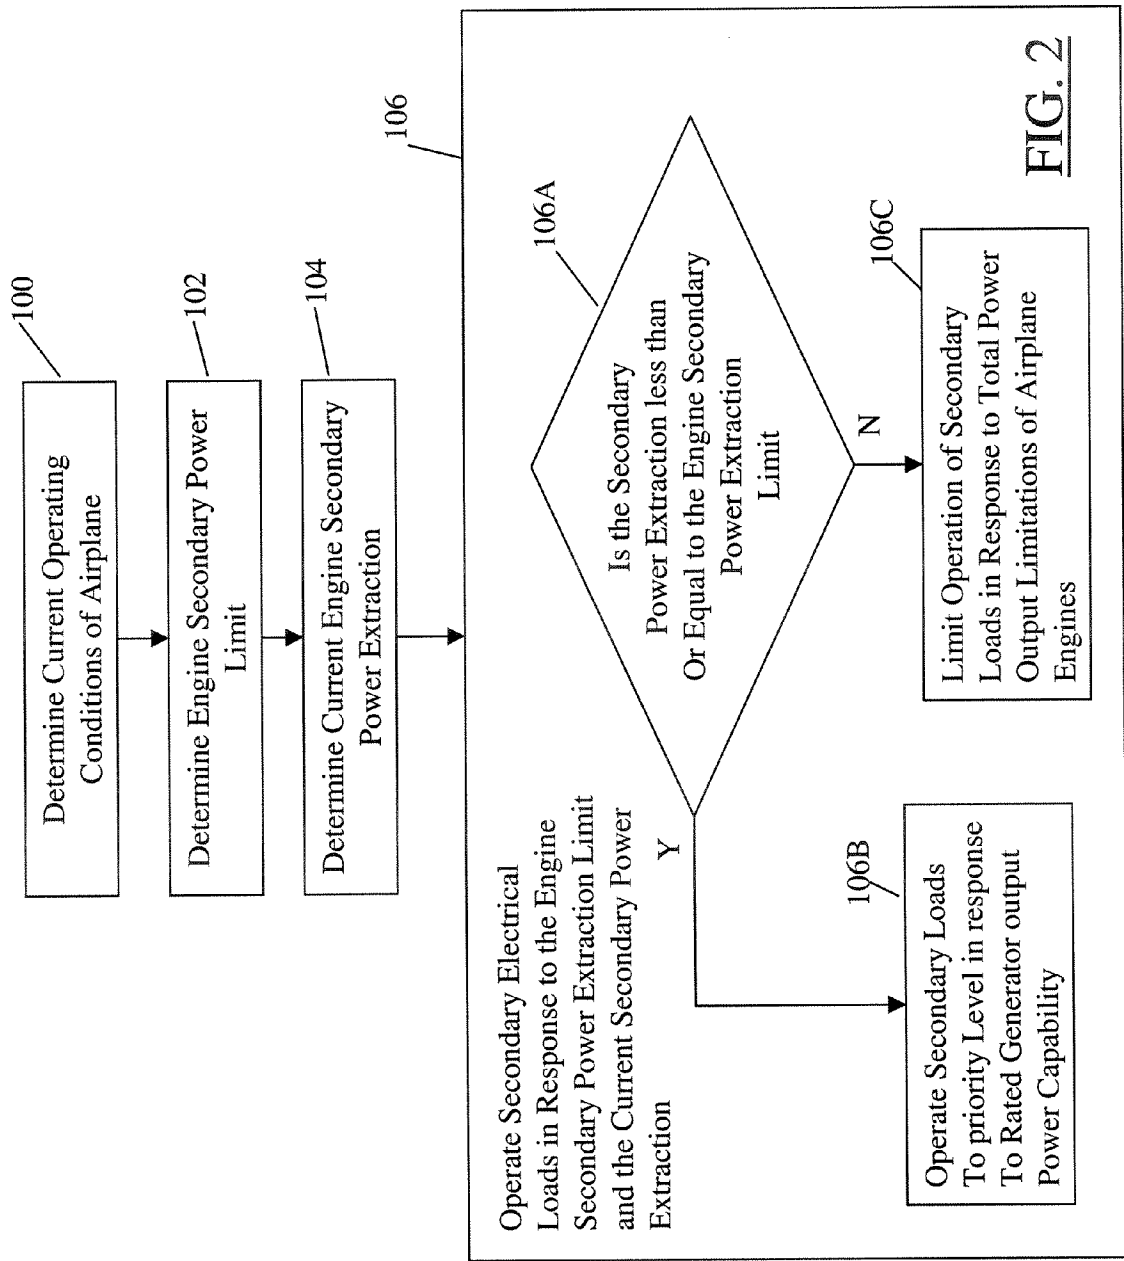 100
Determine Current Operating
Conditions of Airplane
102
Determine Engine Secondary Power
Limit
104
Determine Current Engine Secondary
Power Extraction
106
Operate Secondary Electrical
Loads in Response to the Engine
Secondary Power Extraction Limit
and the Current Secondary Power
Extraction
106A
Is the Secondary
Power Extraction less than
Or Equal to the Engine Secondary
Power Extraction
Limit
Y
N
106B
Operate Secondary Loads
To priority Level in response
To Rated Generator output
Power Capability
106C
Limit Operation of Secondary
Loads in Response to Total Power
Output Limitations of Airplane
Engines
FIG. 2